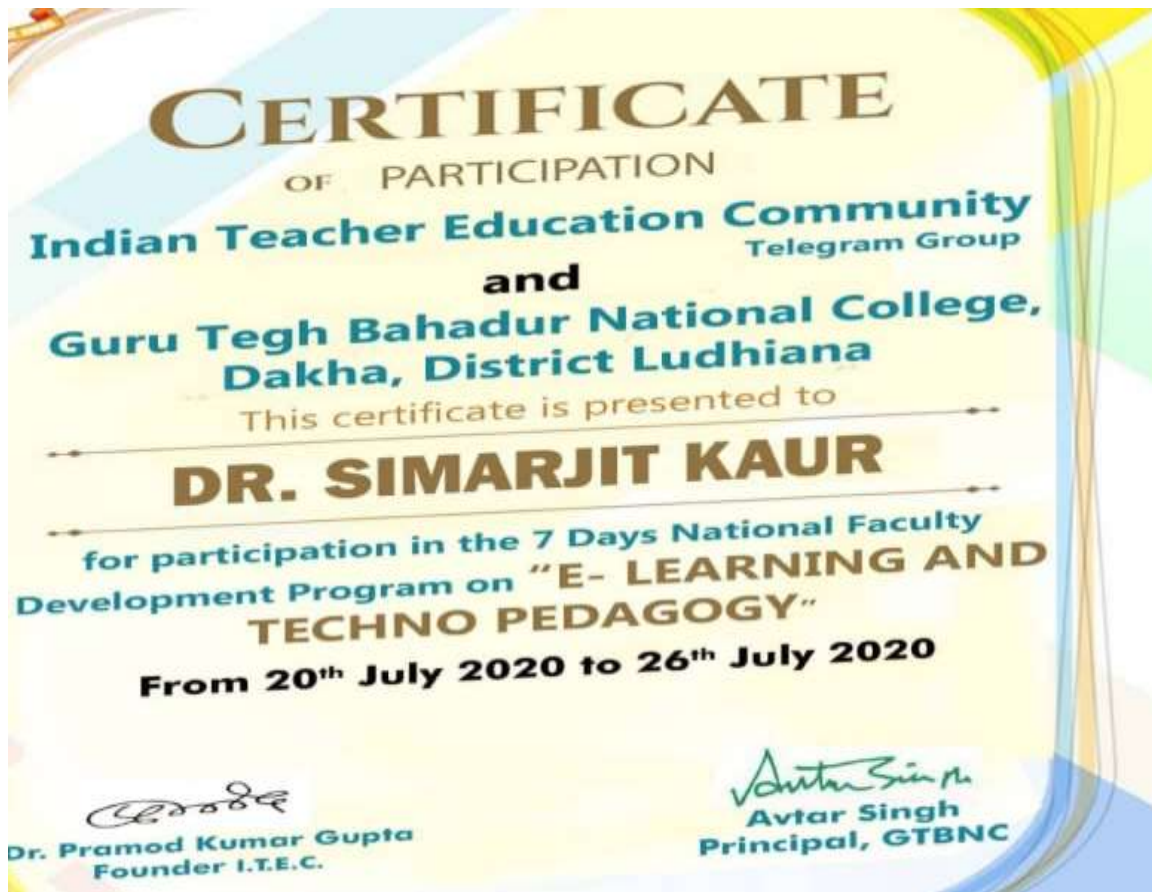 CERTIFICATE
OF PARTICIPATION
Indian Teacher Education Community
Telegram Group
and
Guru Tegh Bahadur National College,
Dakha, District Ludhiana
This certificate is presented to
DR. SIMARJIT KAUR
for participation in the 7 Days National Faculty
Development Program on "E- LEARNING AND
TECHNO PEDAGOGY"
From 20th July 2020 to 26th July 2020
Avtar Singh
Dr. Pramod Kumar Gupta
Founder I.T.E.C.
Avtar Singh
Principal, GTBNC